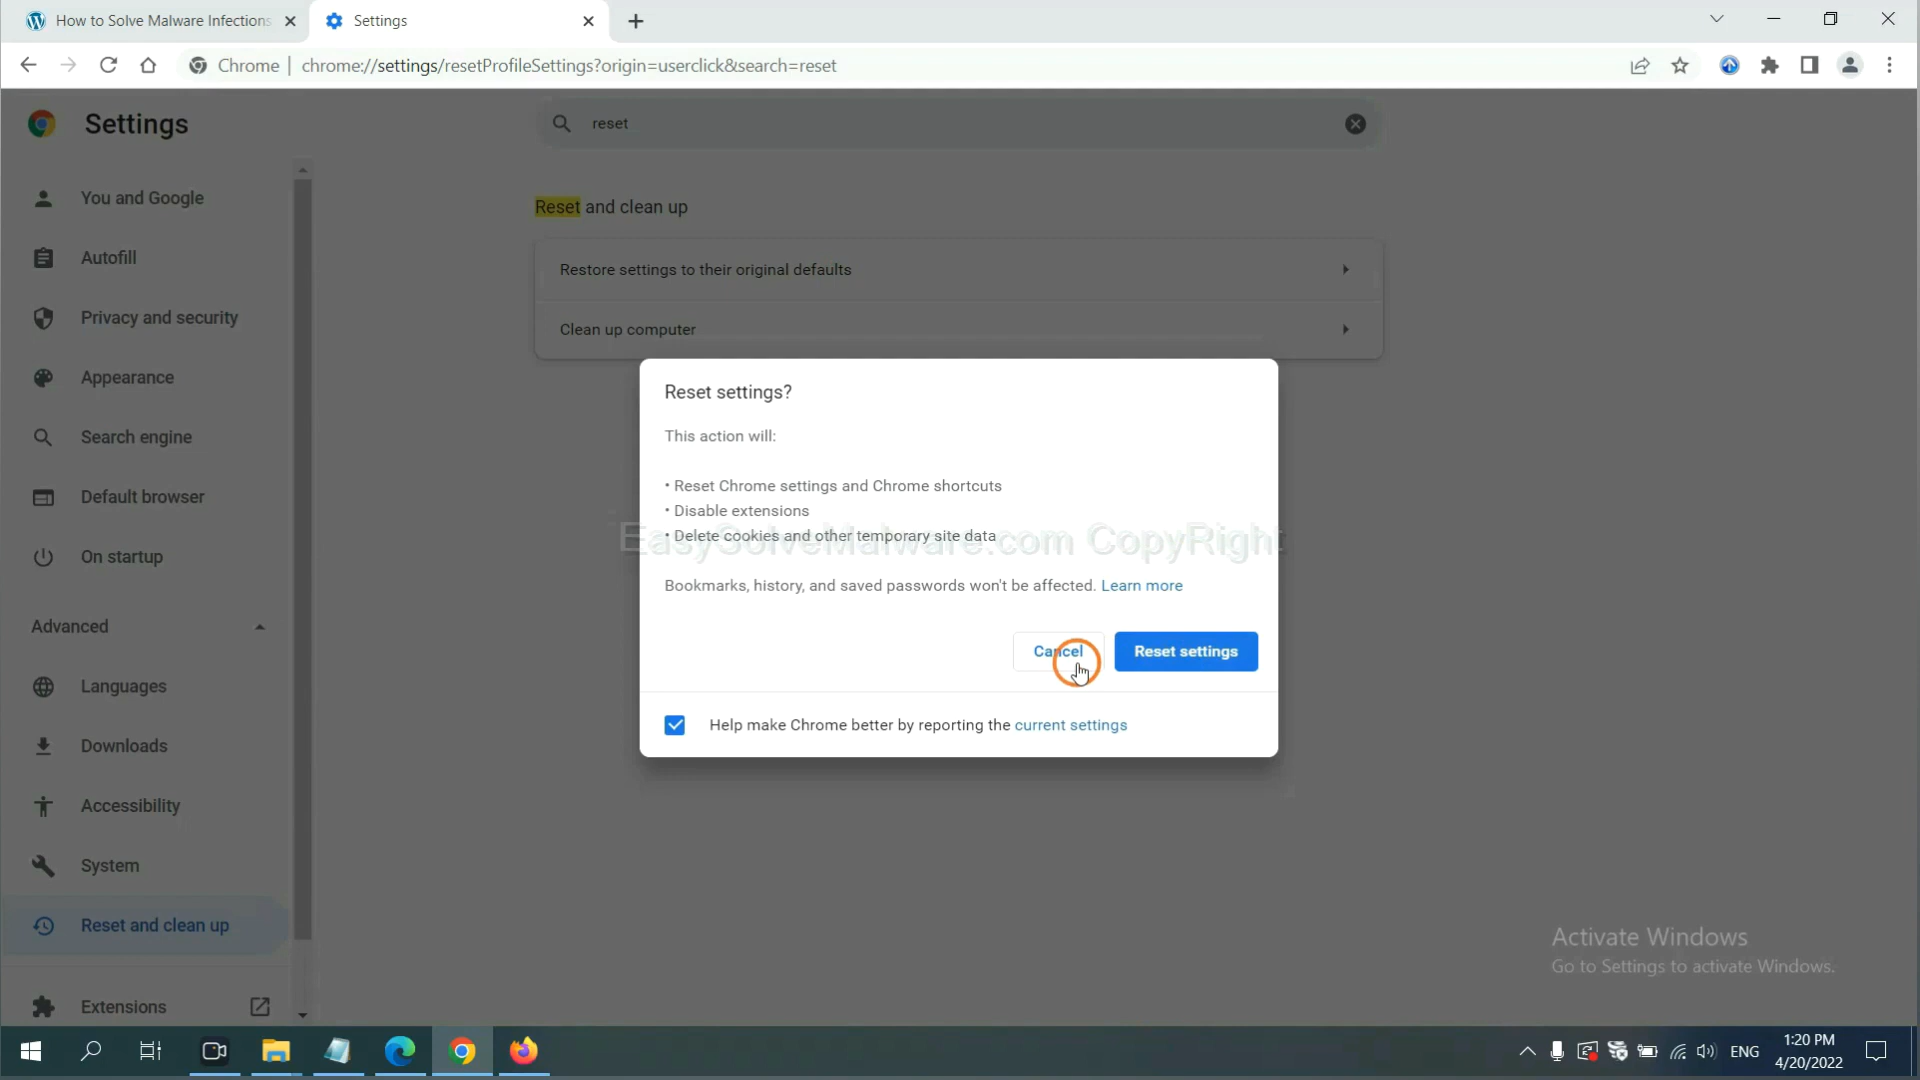 How to Solve Malware Infections
Settings
Chrome | chrome://settings/resetProfileSettings?origin=userclick&search=reset
Settings
reset
You and Google
Autofill
Privacy and security
Appearance
Search engine
Default browser
On startup
Advanced
Languages
Downloads
Accessibility
System
Reset and clean up
Extensions
Reset and clean up
Restore settings to their original defaults
Clean up computer
Reset settings?
This action will:
• Reset Chrome settings and Chrome shortcuts
• Disable extensions
• Delete cookies and other temporary site data
EasySolveMalware.com CopyRight
Bookmarks, history, and saved passwords won't be affected. Learn more
Cancel
Reset settings
Help make Chrome better by reporting the current settings
Activate Windows
Go to Settings to activate Windows.
ENG
1:20 PM
4/20/2022